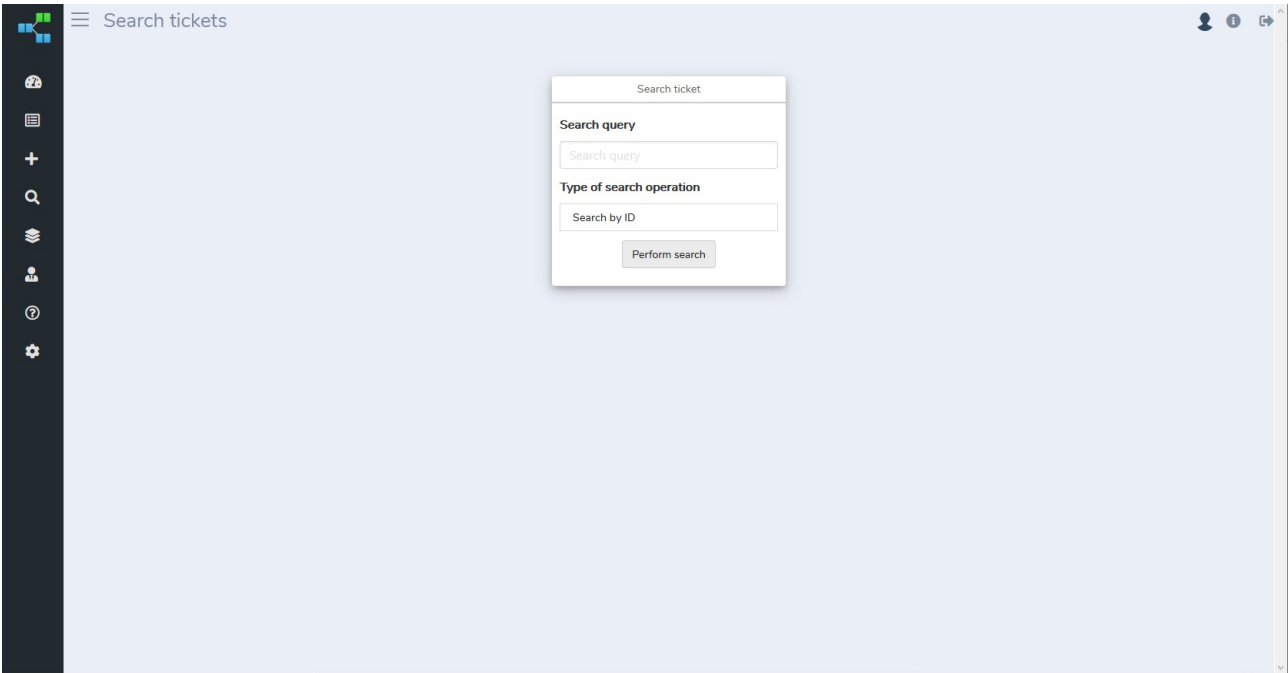 Search tickets
Search ticket
Search query
Search query
Type of search operation
Search by ID
Perform search